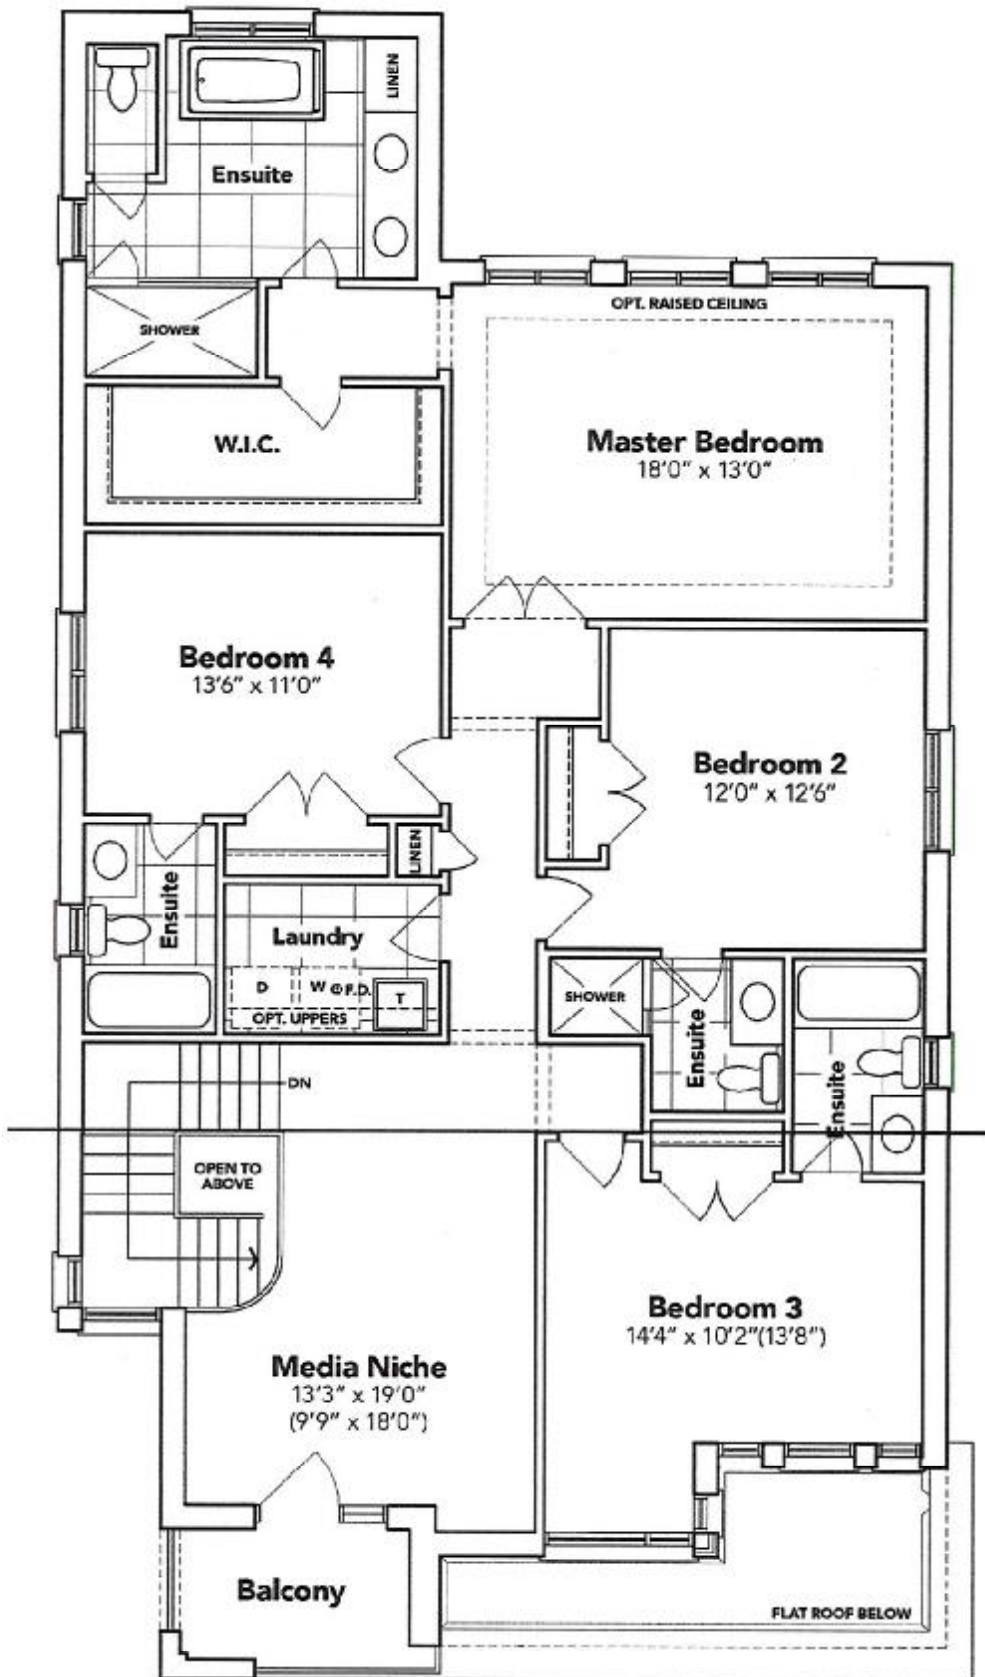 LINEN
Ensuite
OPT. RAISED CEILING
SHOWER
W.I.C.
Master Bedroom
18'0" x 13'0"
Bedroom 4
13'6" x 11'0"
Bedroom 2
12'0" x 12'6"
LINEN
Ensuite
Laundry
D W F.D. T
OPT. UPPERS
SHOWER
Ensuite
Ensuite
DN
OPEN TO
ABOVE
Bedroom 3
14'4" x 10'2"(13'8")
Media Niche
13'3" x 19'0"
(9'9" x 18'0")
Balcony
FLAT ROOF BELOW